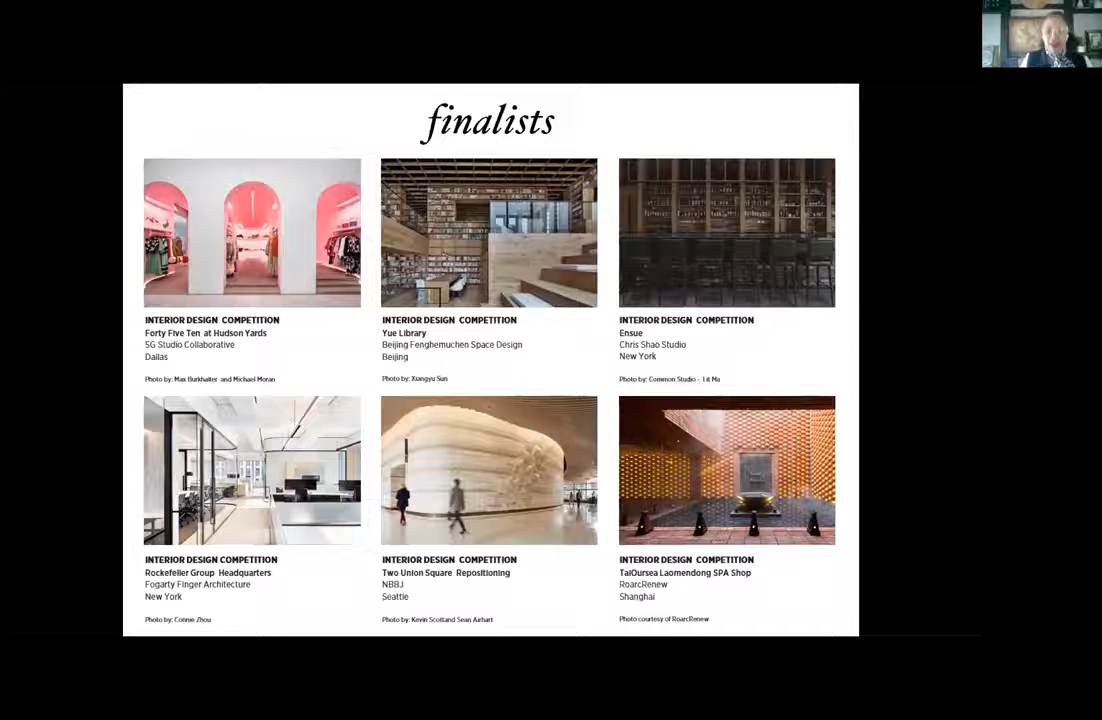 finalists
INTERIOR DESIGN COMPETITION
Forty Five Ten at Hudson Yards
5G Studio Collaborative
Dallas
Photo by: Max Burkhalter and Michael Moran
INTERIOR DESIGN COMPETITION
Yue Library
Beijing Fenghemuchen Space Design
Beijing
Photo by: Xiangyu Sun
INTERIOR DESIGN COMPETITION
Ensue
Chris Shao Studio
New York
Photo by: Common Studio - Lit Ma
INTERIOR DESIGN COMPETITION
Rockefeller Group Headquarters
Fogarty Finger Architecture
New York
Photo by: Connie Zhou
INTERIOR DESIGN COMPETITION
Two Union Square Repositioning
NBBJ
Seattle
Photo by: Kevin Scott and Sean Airhart
INTERIOR DESIGN COMPETITION
TaiOursea Laomendong SPA Shop
RoarcRenew
Shanghai
Photo courtesy of RoarcRenew